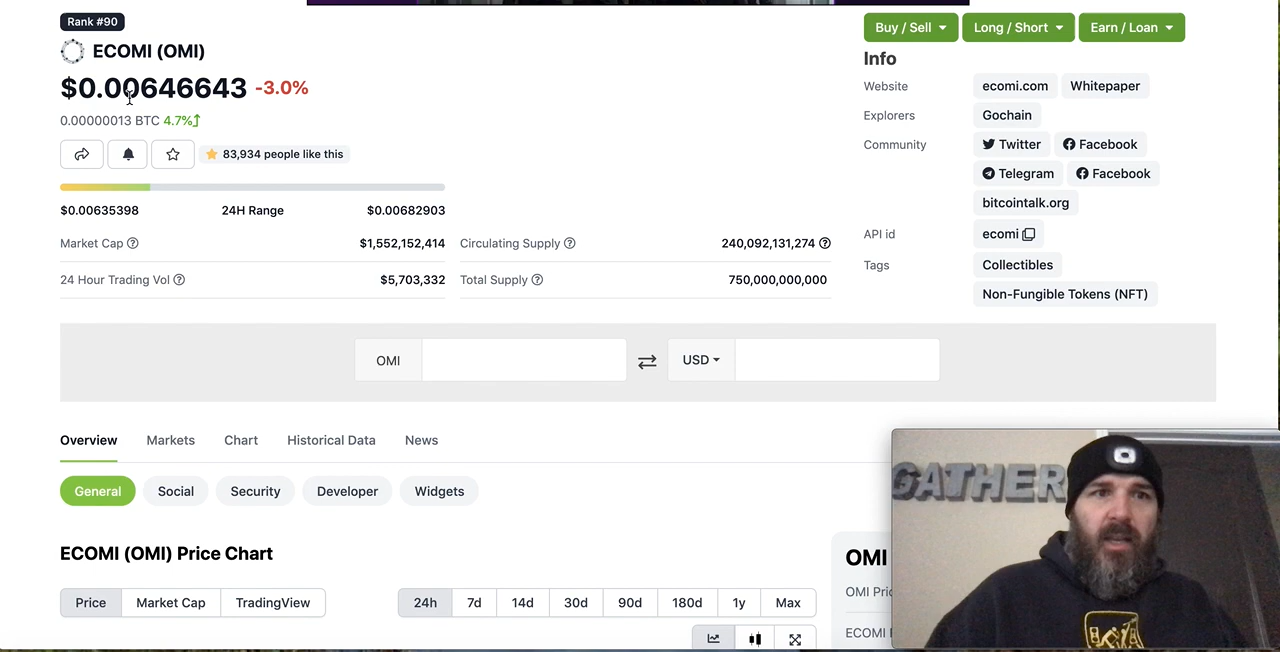 Rank #90
ECOMI (OMI)
$0.00646643 -3.0%
0.00000013 BTC 4.7%
83,934 people like this
$0.00635398 24H Range $0.00682903
Market Cap $1,552,152,414
24 Hour Trading Vol $5,703,332
Circulating Supply 240,092,131,274
Total Supply 750,000,000,000
Buy / Sell Long / Short Earn / Loan
Info
Website ecomi.com Whitepaper
Explorers Gochain
Community Twitter Facebook
Telegram Facebook
bitcointalk.org
API id ecomi
Tags Collectibles
Non-Fungible Tokens (NFT)
OMI USD
Overview Markets Chart Historical Data News
General Social Security Developer Widgets
ECOMI (OMI) Price Chart
Price Market Cap TradingView 24h 7d 14d 30d 90d 180d 1y Max
OMI
OMI
ECOMI
GATHER